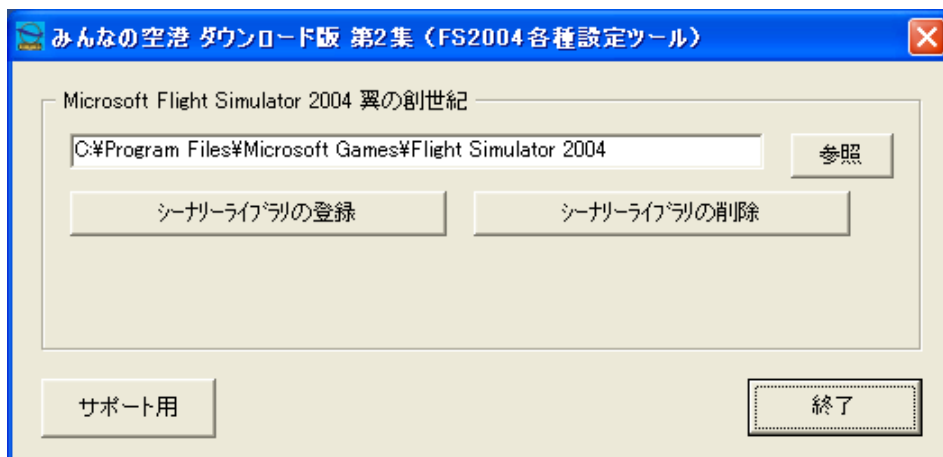 みんなの空港 ダウンロード版 第2集（FS2004各種設定ツール）
Microsoft Flight Simulator 2004 翼の創世紀
C:¥Program Files¥Microsoft Games¥Flight Simulator 2004
参照
ｼｰﾅﾘｰﾗｲﾌﾞﾗﾘの登録
ｼｰﾅﾘｰﾗｲﾌﾞﾗﾘの削除
サポート用
終了